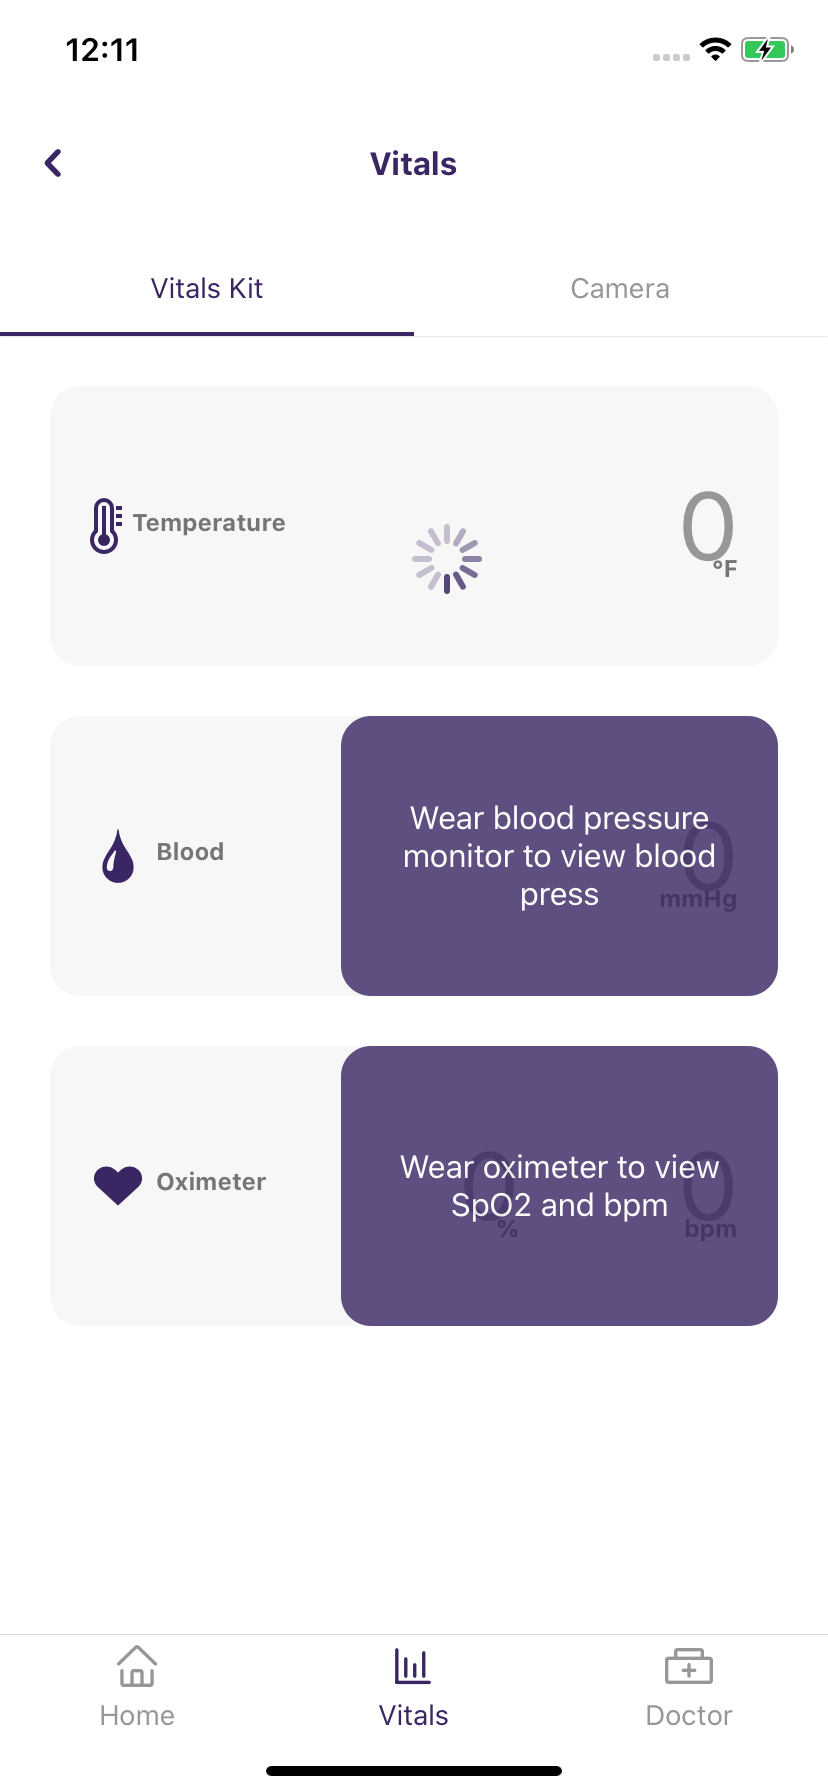 12:11
Vitals
Vitals Kit
Camera
Temperature
0
°F
Blood
Wear blood pressure
monitor to view blood
press
0
mmHg
Oximeter
Wear oximeter to view
SpO2 and bpm
0
%
0
bpm
Home
Vitals
Doctor